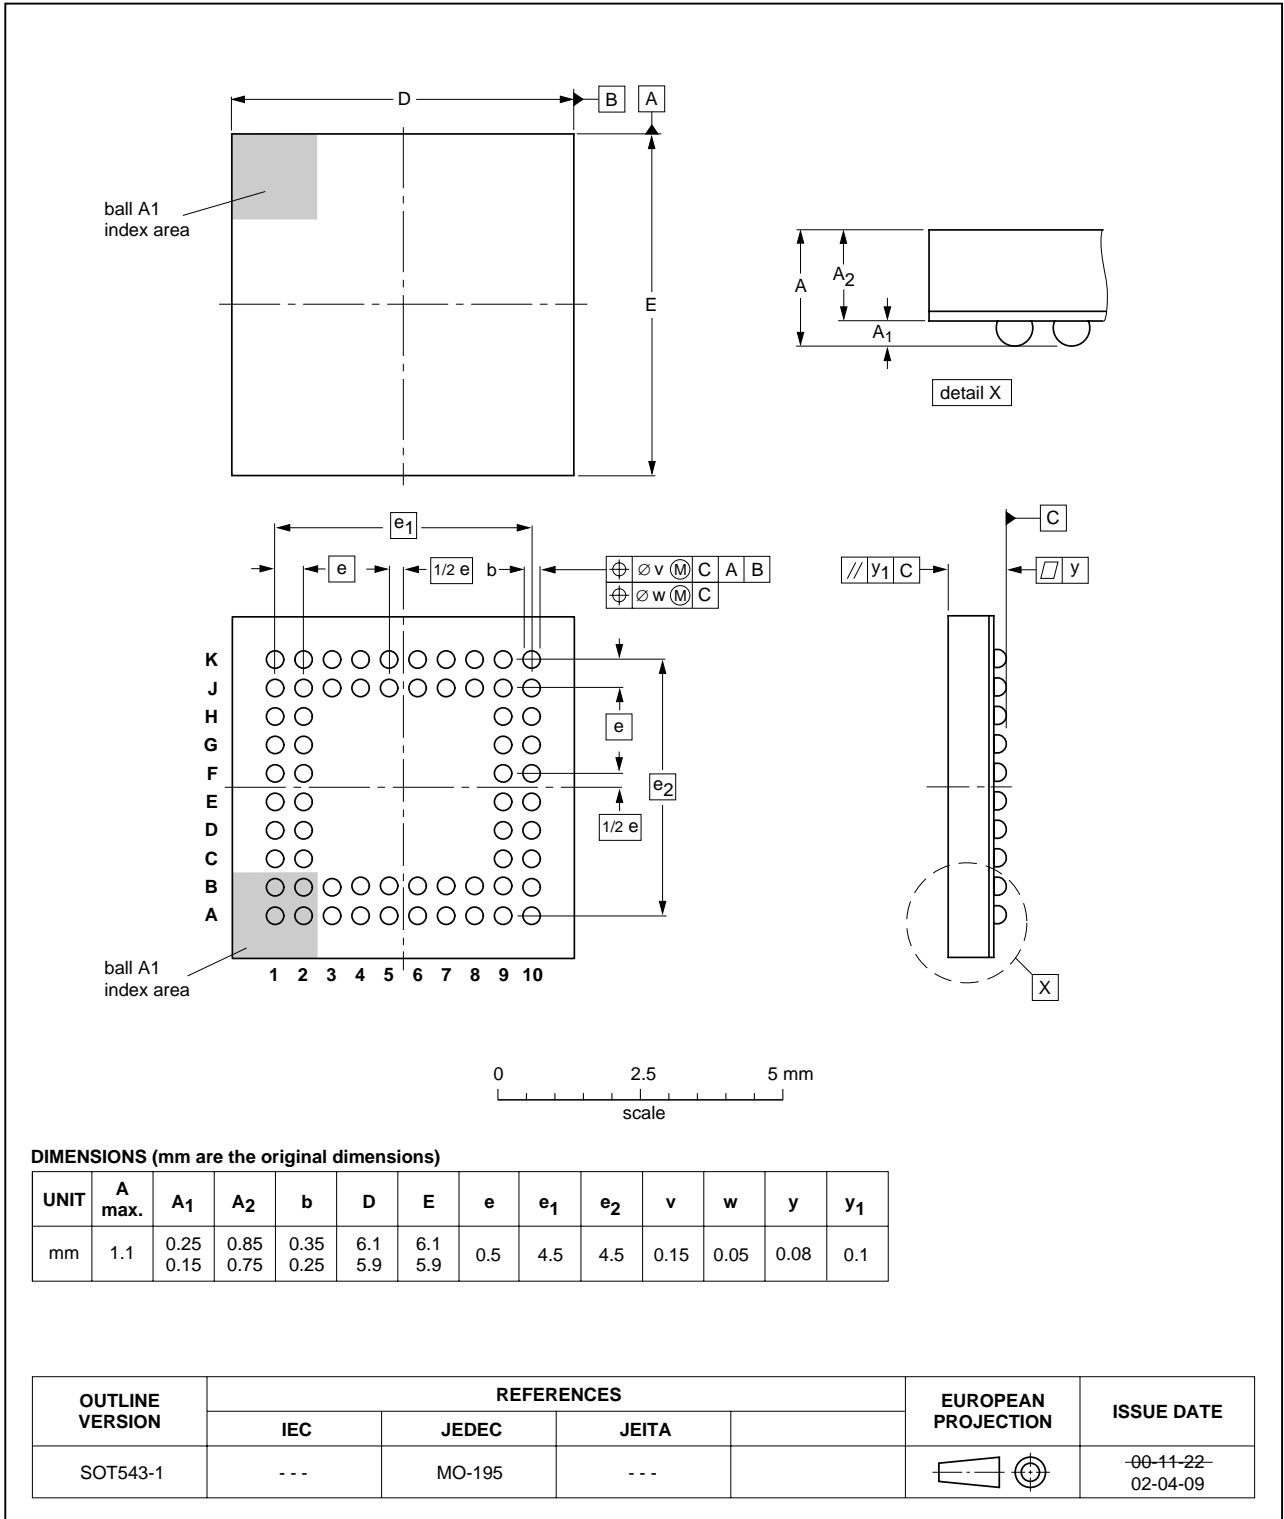 D
B
A
ball A1
index area
E
A
A2
A1
detail X
e1
e
1/2 e
b
⌀ v Ⓜ C A B
⌀ w Ⓜ C
C
// y1 C
y
K
J
H
G
F
E
D
C
B
A
e
e2
1/2 e
ball A1
index area
1 2 3 4 5 6 7 8 9 10
X
0 2.5 5 mm
scale
DIMENSIONS (mm are the original dimensions)
UNIT A max. A1 A2 b D E e e1 e2 v w y y1
mm 1.1 0.25 0.15 0.85 0.75 0.35 0.25 6.1 5.9 6.1 5.9 0.5 4.5 4.5 0.15 0.05 0.08 0.1
OUTLINE VERSION
REFERENCES
EUROPEAN PROJECTION
ISSUE DATE
IEC JEDEC JEITA
SOT543-1 - - - MO-195 - - -
00-11-22
02-04-09